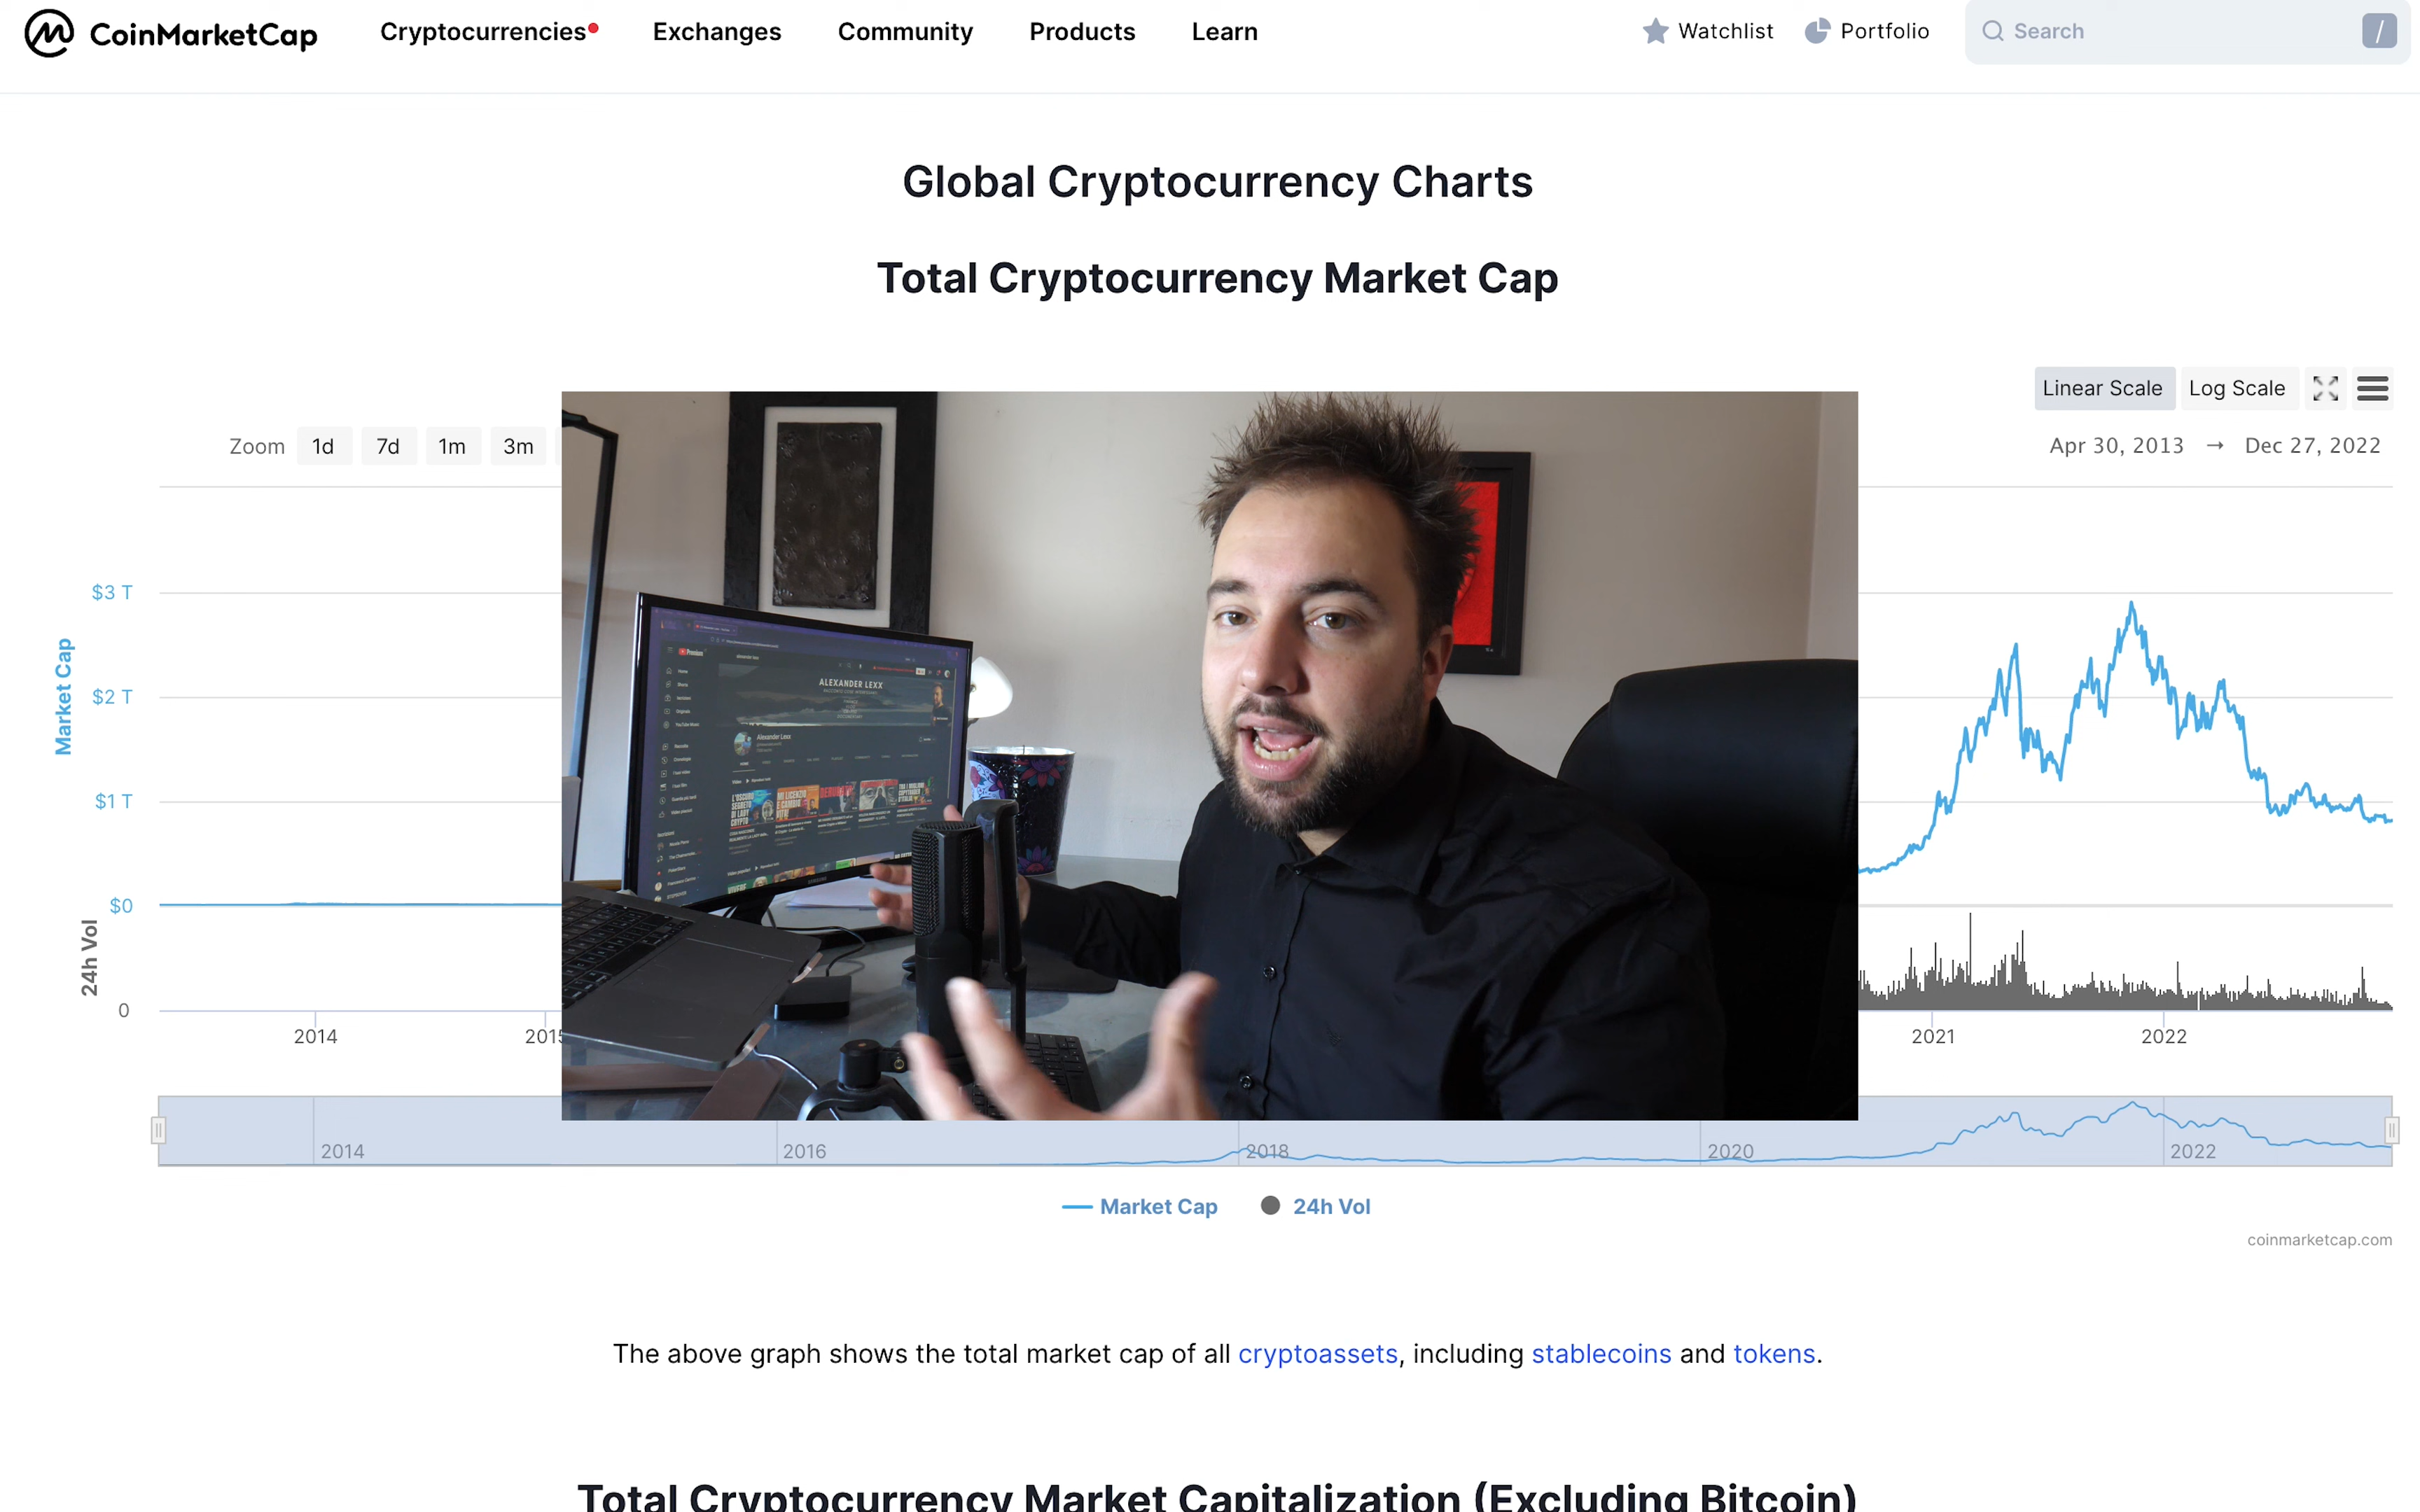 CoinMarketCap Cryptocurrencies Exchanges Community Products Learn Watchlist Portfolio Search /
Global Cryptocurrency Charts
Total Cryptocurrency Market Cap
Linear Scale Log Scale
Zoom 1d 7d 1m 3m
Apr 30, 2013 → Dec 27, 2022
$3 T
$2 T
$1 T
$0
Market Cap
24h Vol
0
ALEXANDER LEXX
Alexander Lexx
2014 2015 2021 2022
2014 2016 2018 2020 2022
Market Cap 24h Vol
coinmarketcap.com
The above graph shows the total market cap of all cryptoassets, including stablecoins and tokens.
Total Cryptocurrency Market Capitalization (Excluding Bitcoin)